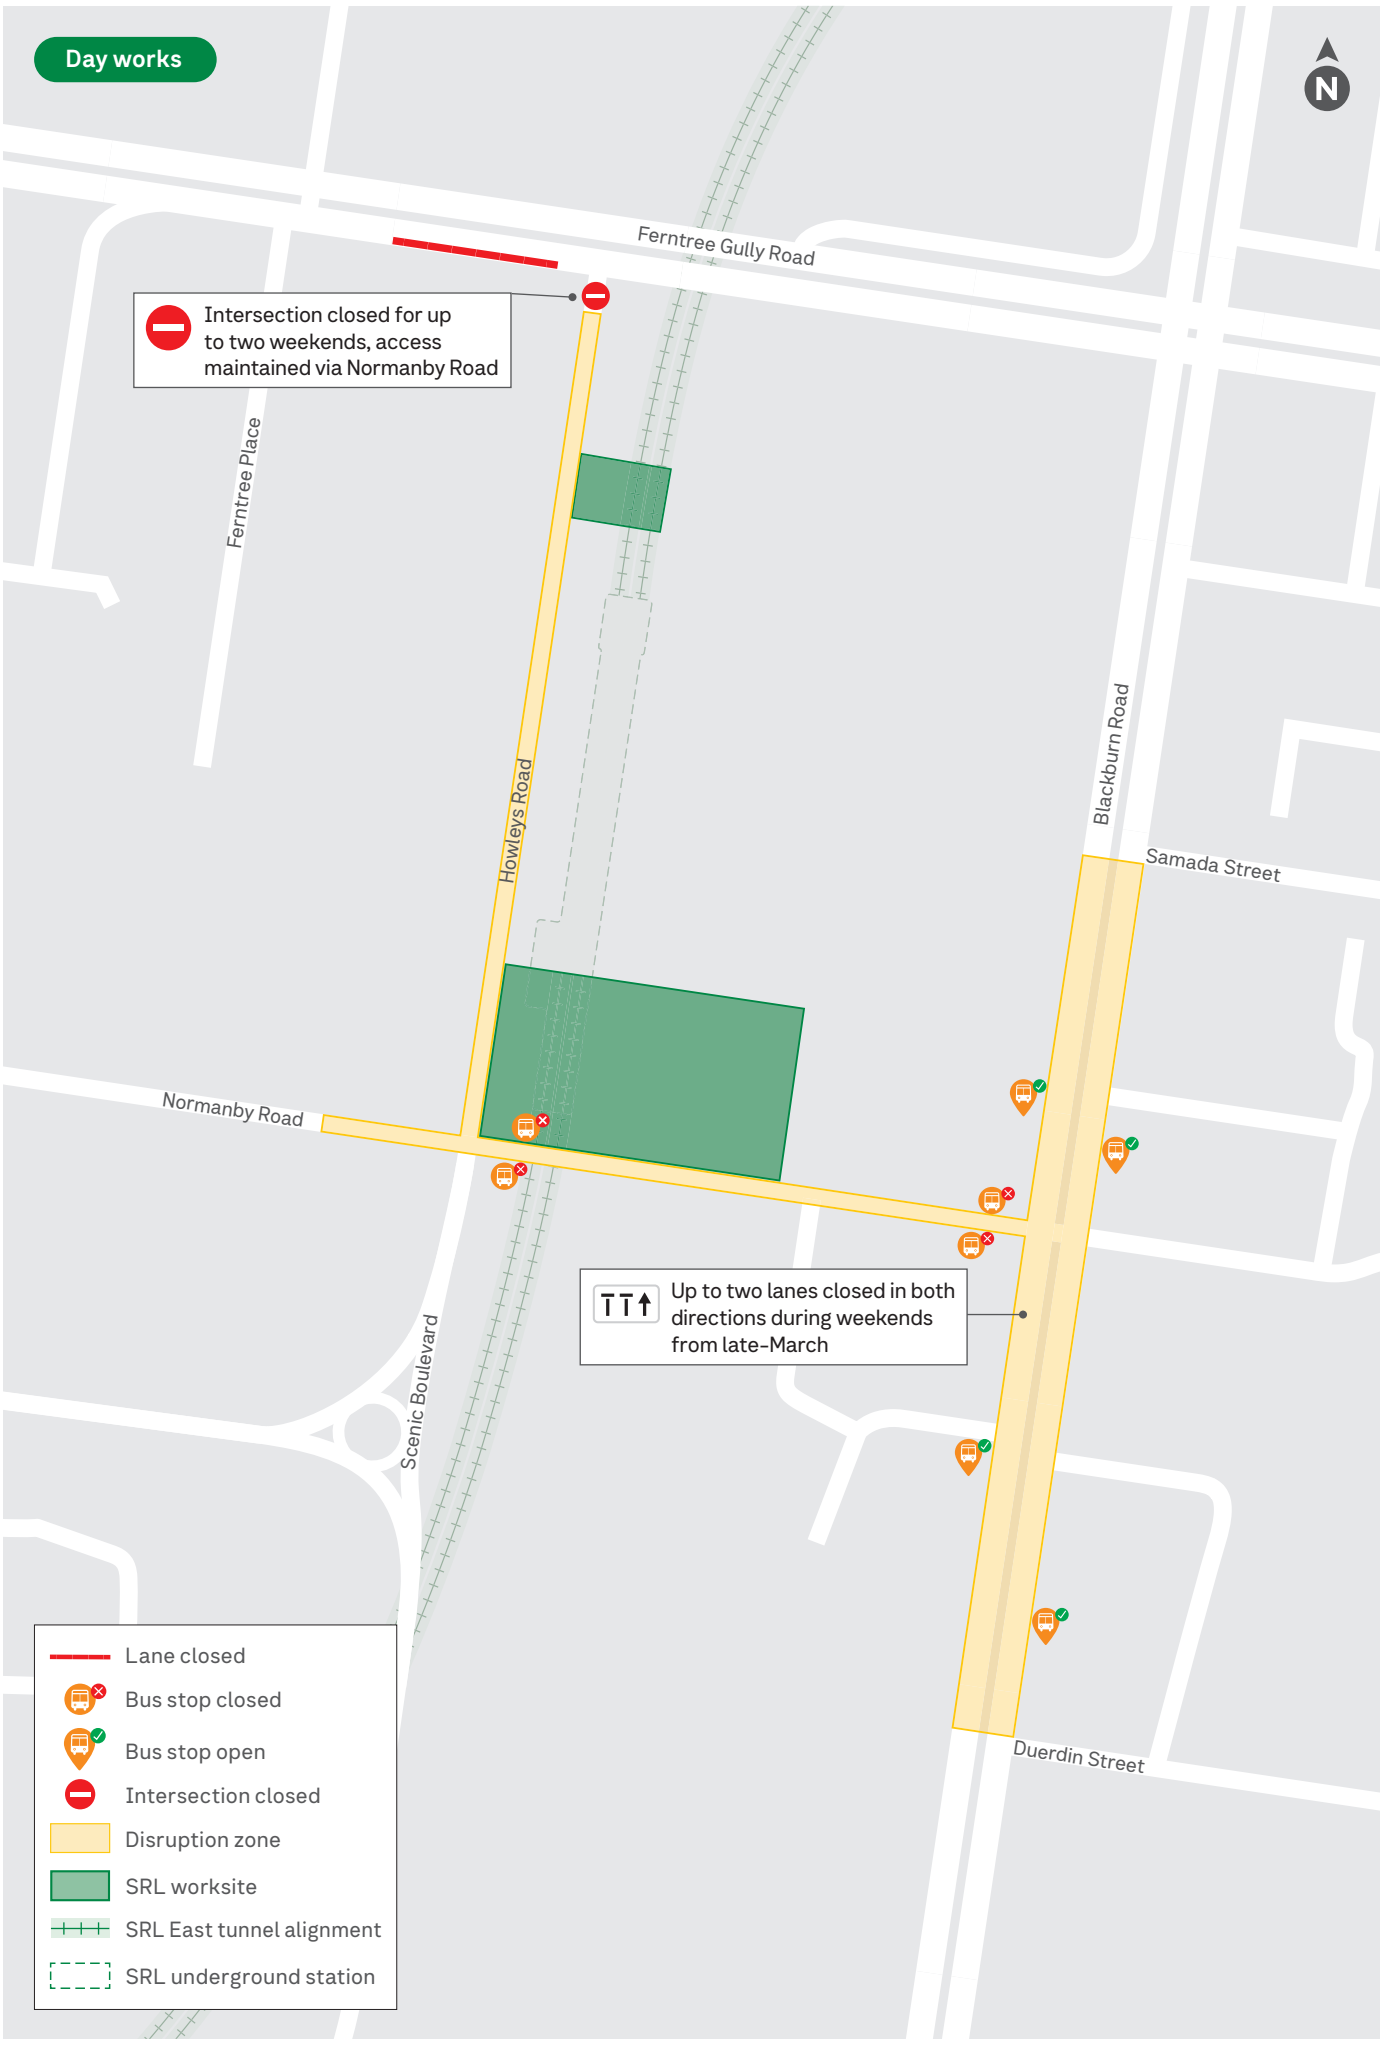 Day works
N
Ferntree Gully Road
Intersection closed for up
to two weekends, access
maintained via Normanby Road
Ferntree Place
Howleys Road
Blackburn Road
Samada Street
Normanby Road
Up to two lanes closed in both
directions during weekends
from late-March
Scenic Boulevard
Duerdin Street
Lane closed
Bus stop closed
Bus stop open
Intersection closed
Disruption zone
SRL worksite
SRL East tunnel alignment
SRL underground station